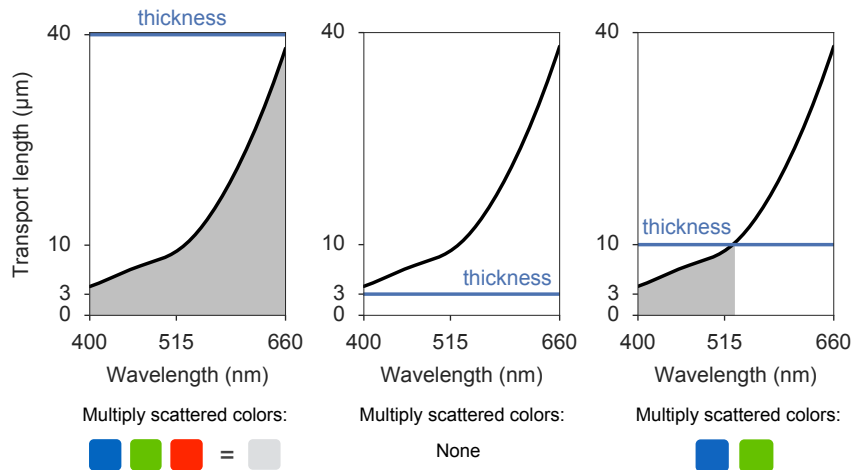 thickness
40
10
3
0
Transport length (µm)
400
515
660
Wavelength (nm)
Multiply scattered colors:
=
40
10
3
0
thickness
400
515
660
Wavelength (nm)
Multiply scattered colors:
None
40
thickness
10
3
0
400
515
660
Wavelength (nm)
Multiply scattered colors: